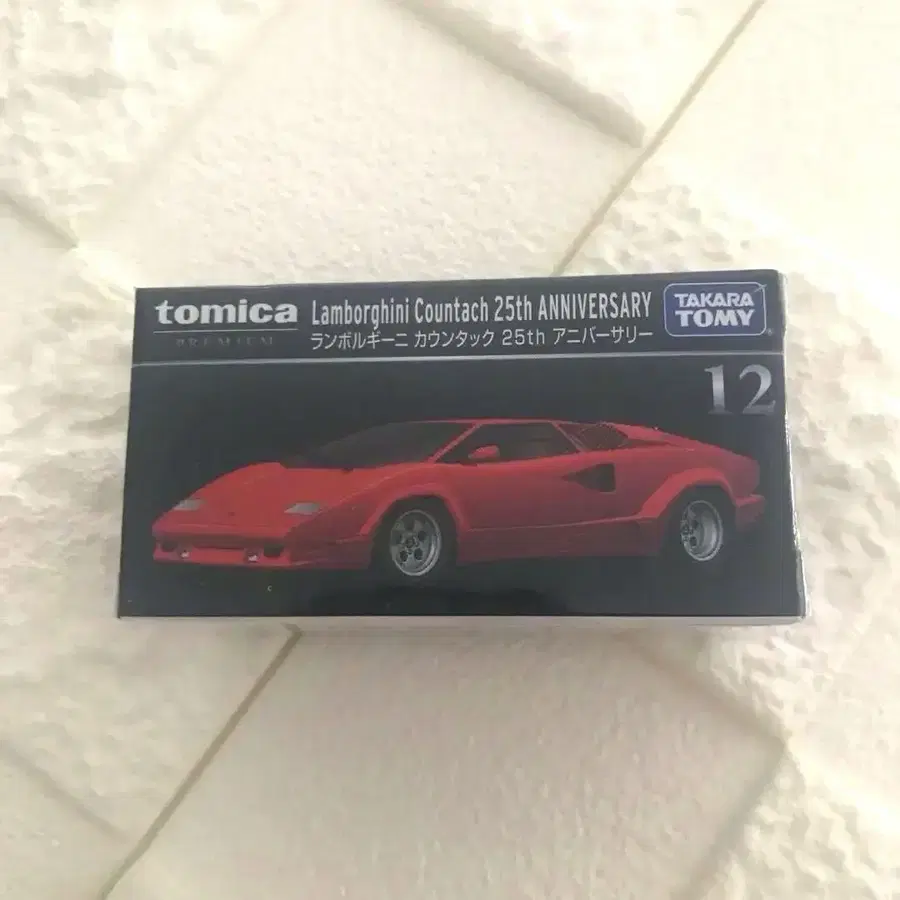 tomica
PREMIUM
Lamborghini Countach 25th ANNIVERSARY
ランボルギーニ カウンタック 25th アニバーサリー
TAKARA
TOMY
12